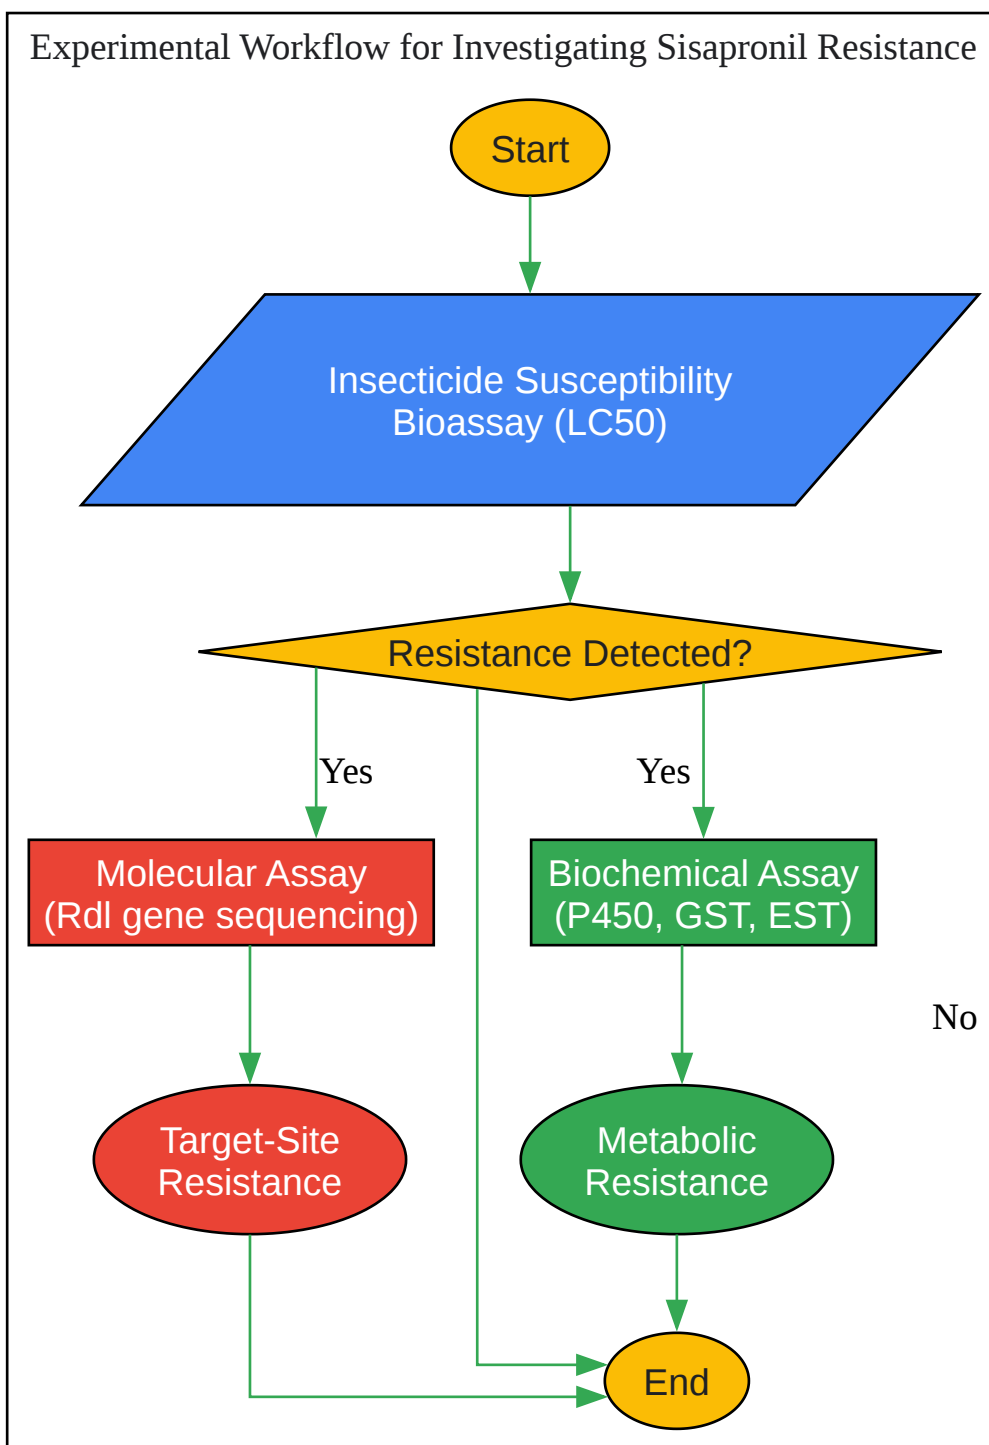 Experimental Workflow for Investigating Sisapronil Resistance
Start
Insecticide Susceptibility
Bioassay (LC50)
Resistance Detected?
Yes
Yes
Molecular Assay
(Rdl gene sequencing)
Biochemical Assay
(P450, GST, EST)
No
Target-Site
Resistance
Metabolic
Resistance
End